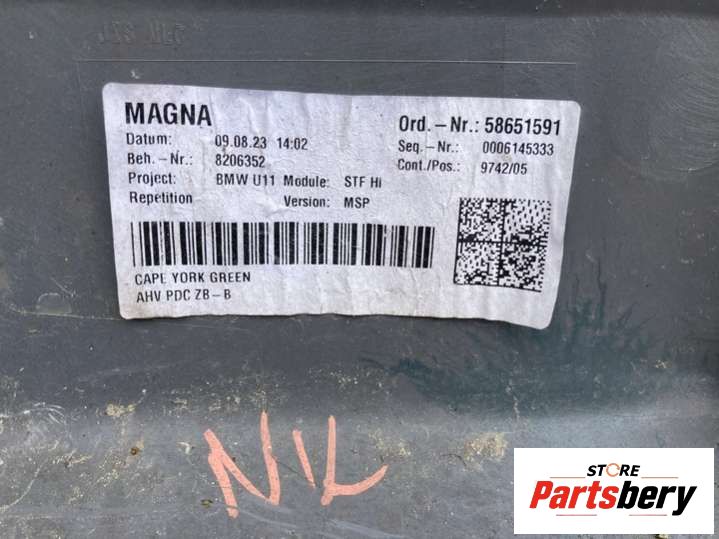 MAGNA
Ord.-Nr.: 58651591
Datum: 09.08.23 14:02
Seq.-Nr.: 0006145333
Beh.-Nr.: 8206352
Cont./Pos.: 9742/05
Project: BMW U11 Module: STF Hi
Repetition Version: MSP
CAPE YORK GREEN
AHV PDC ZB-B
NIL
STORE
Partsbery